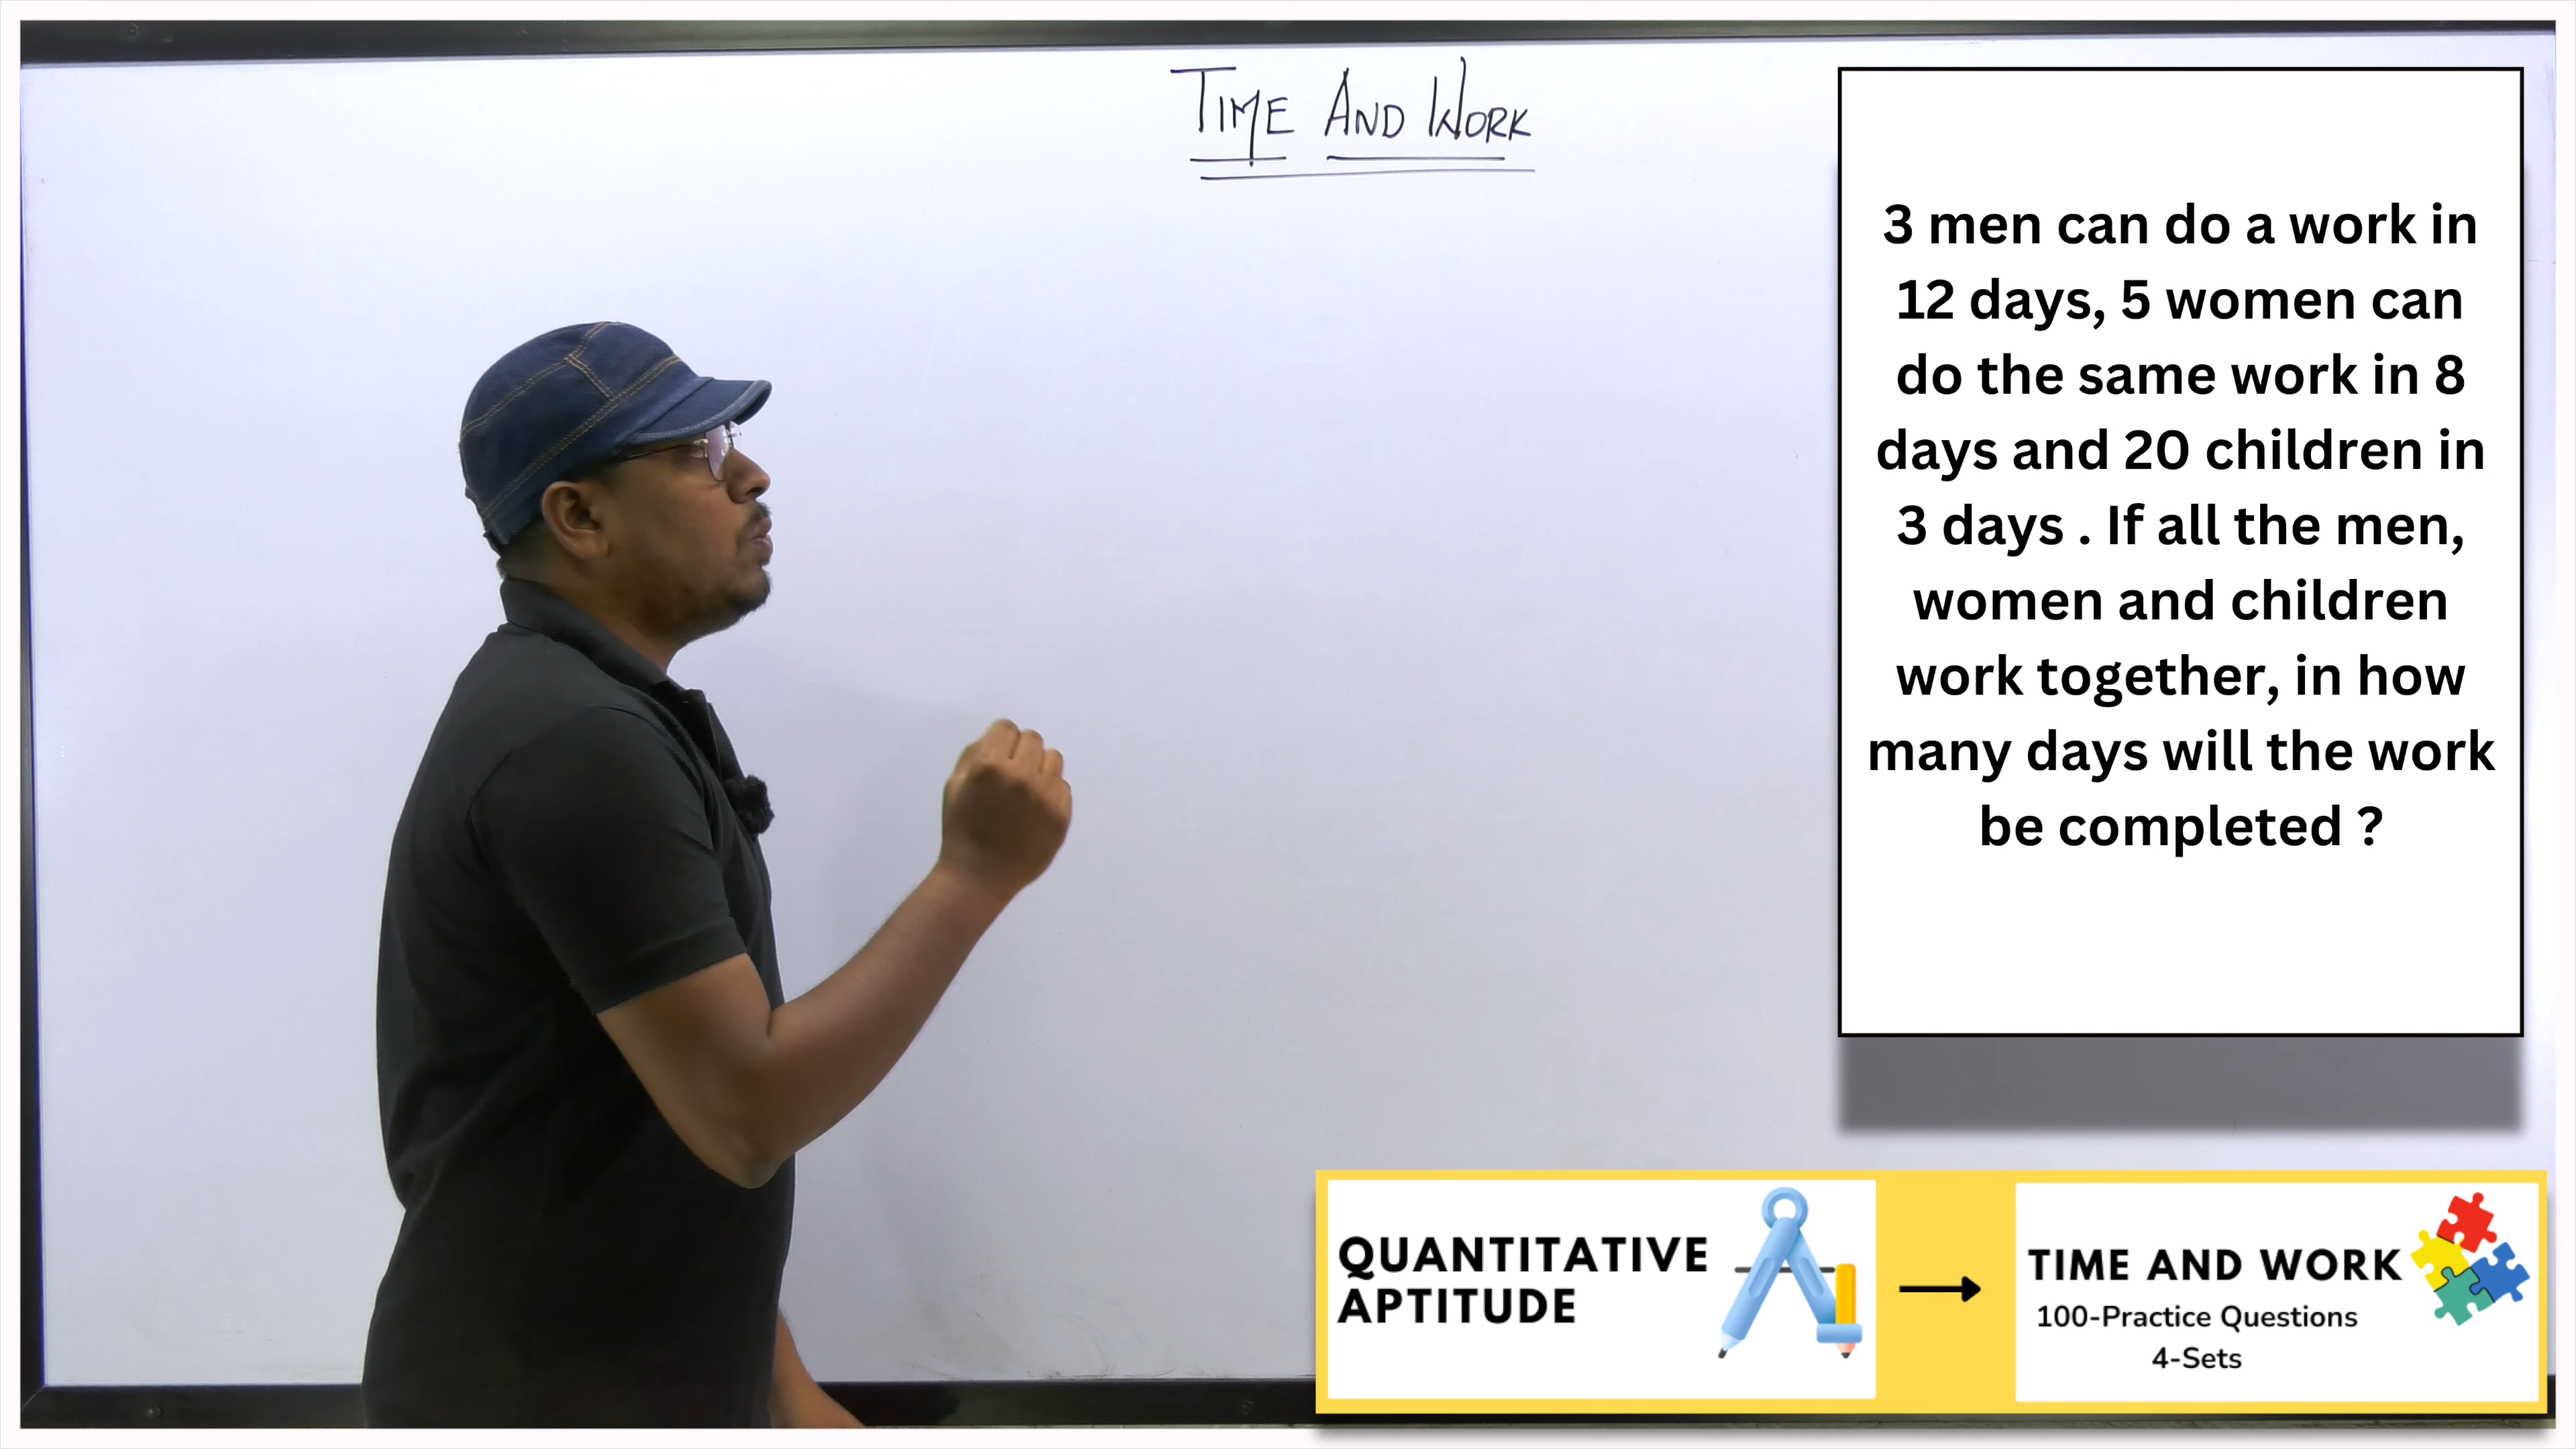 TIME AND WORK
3 men can do a work in
12 days, 5 women can
do the same work in 8
days and 20 children in
3 days . If all the men,
women and children
work together, in how
many days will the work
be completed ?
QUANTITATIVE
APTITUDE
TIME AND WORK
100-Practice Questions
4-Sets